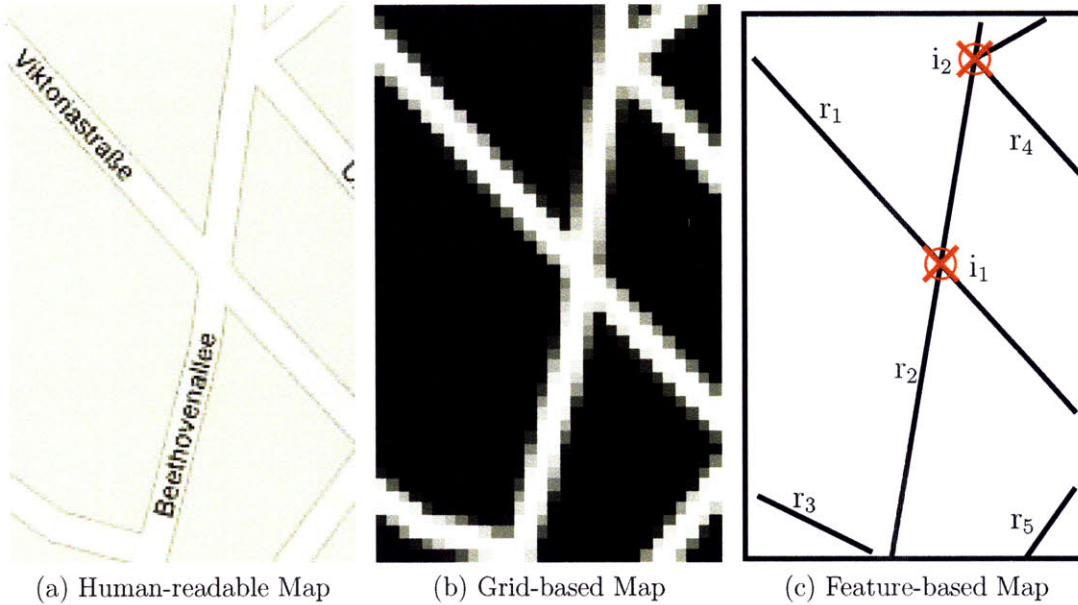 Viktoriastraße
Beethovenallee
i₂
r₁
r₄
i₁
r₂
r₃
r₅
(a) Human-readable Map
(b) Grid-based Map
(c) Feature-based Map